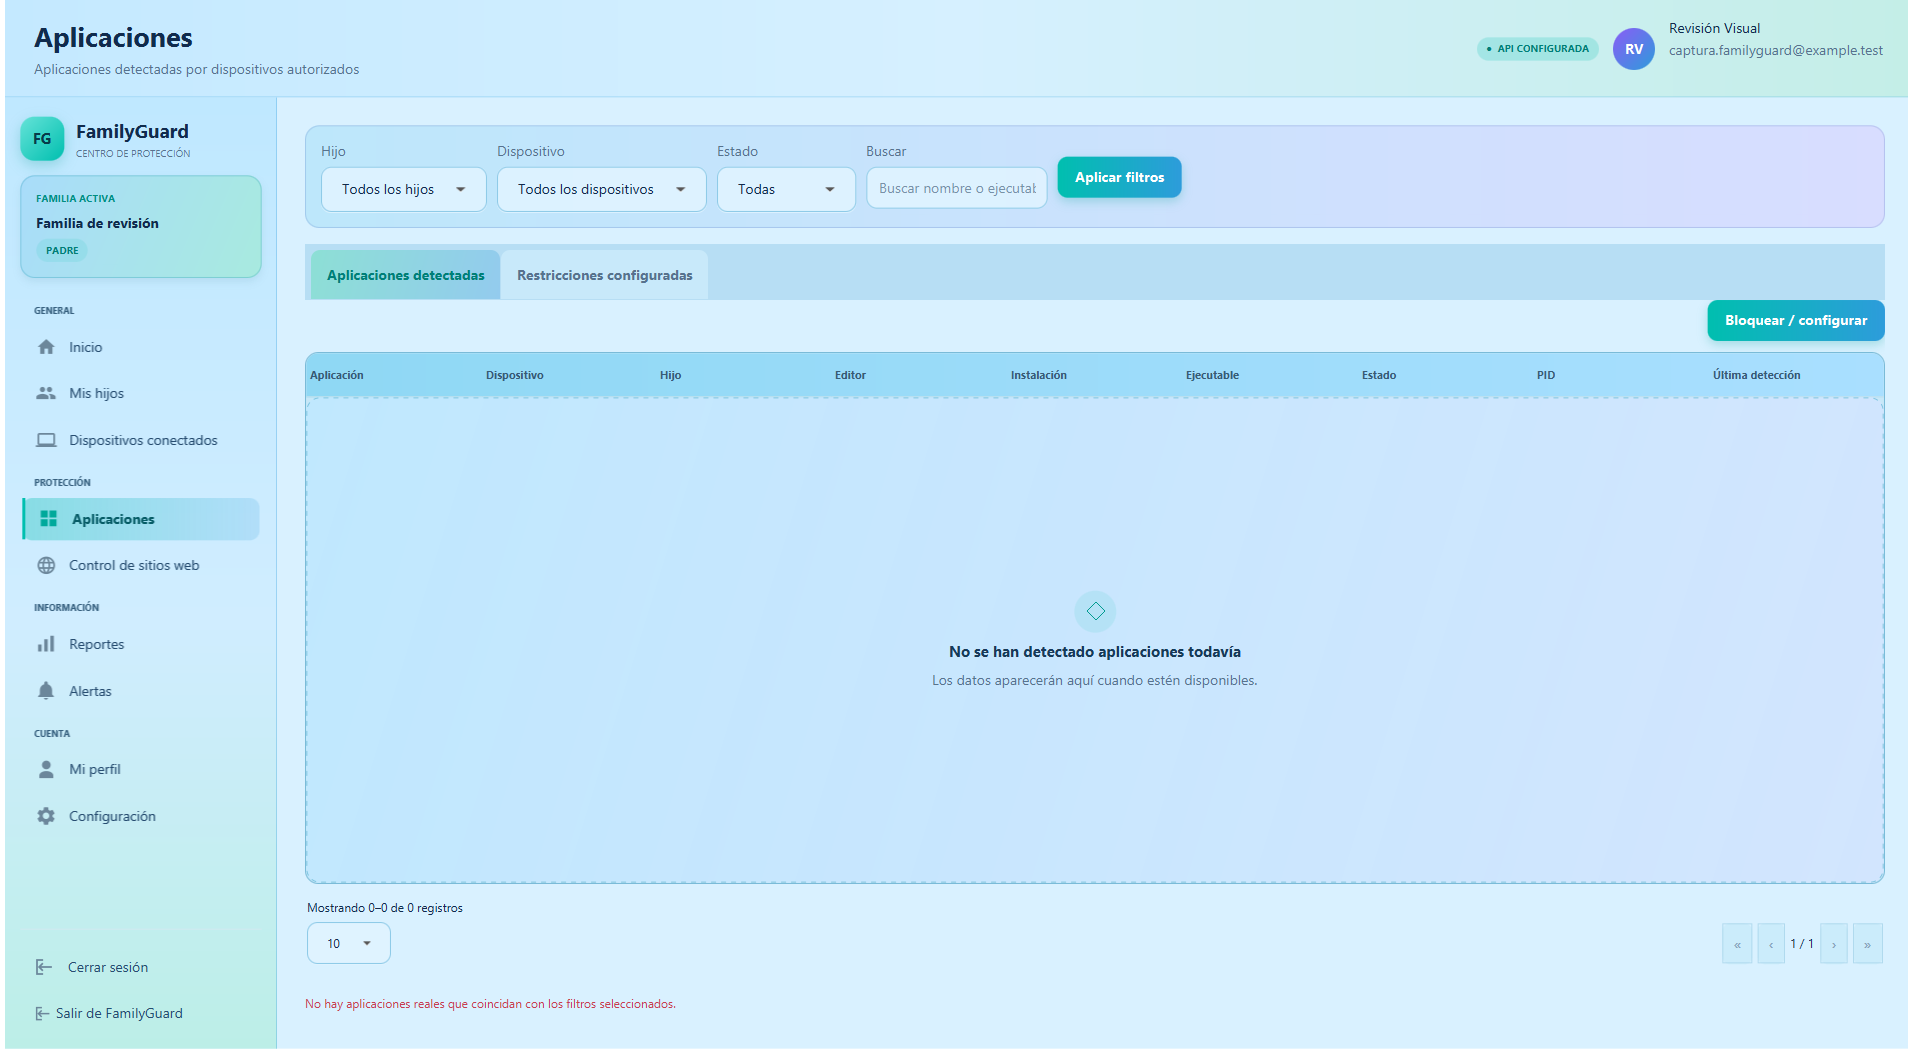 Aplicaciones
Aplicaciones detectadas por dispositivos autorizados
• API CONFIGURADA
RV
Revisión Visual
captura.familyguard@example.test
FG
FamilyGuard
CENTRO DE PROTECCIÓN
FAMILIA ACTIVA
Familia de revisión
PADRE
GENERAL
Inicio
Mis hijos
Dispositivos conectados
PROTECCIÓN
Aplicaciones
Control de sitios web
INFORMACIÓN
Reportes
Alertas
CUENTA
Mi perfil
Configuración
Cerrar sesión
Salir de FamilyGuard
Hijo
Dispositivo
Estado
Buscar
Todos los hijos
Todos los dispositivos
Todas
Buscar nombre o ejecutal
Aplicar filtros
Aplicaciones detectadas
Restricciones configuradas
Bloquear / configurar
Aplicación
Dispositivo
Hijo
Editor
Instalación
Ejecutable
Estado
PID
Última detección
No se han detectado aplicaciones todavía
Los datos aparecerán aquí cuando estén disponibles.
Mostrando 0–0 de 0 registros
10
« ‹ 1 / 1 › »
No hay aplicaciones reales que coincidan con los filtros seleccionados.